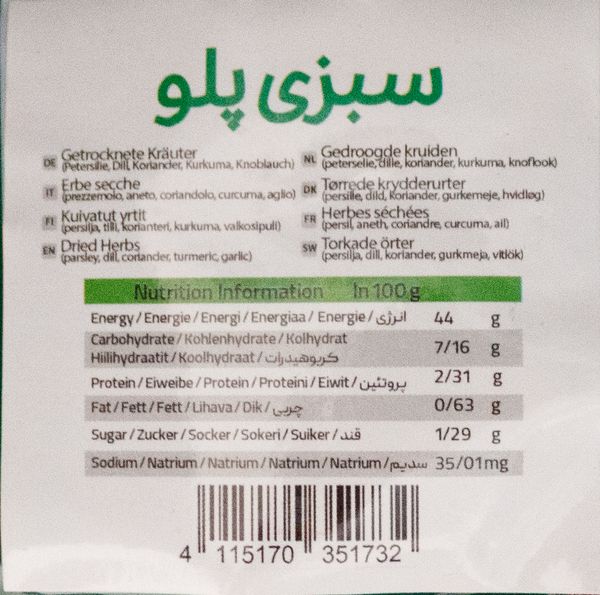 سبزی پلو
DE Getrocknete Kräuter
(Petersilie, Dill, Koriander, Kurkuma, Knoblauch)
IT Erbe secche
(prezzemolo, aneto, coriandolo, curcuma, aglio)
FI Kuivatut yrtit
(persilja, tilli, korianteri, kurkuma, valkosipuli)
EN Dried Herbs
(parsley, dill, coriander, turmeric, garlic)
NL Gedroogde kruiden
(peterselie, dille, koriander, kurkuma, knoflook)
DK Tørrede krydderurter
(persille, dild, koriander, gurkemeje, hvidløg)
FR Herbes séchées
(persil, aneth, coriandre, curcuma, ail)
SW Torkade örter
(persilja, dill, koriander, gurkmeja, vitlök)
Nutrition Information In 100 g
Energy / Energie / Energi / Energiaa / Energie / انرژی 44 g
Carbohydrate / Kohlenhydrate / Kolhydrat
Hiilihydraatit / Koolhydraat / کربوهیدرات 7/16 g
Protein / Eiweibe / Protein / Proteini / Eiwit / پروتئین 2/31 g
Fat / Fett / Fett / Lihava / Dik / چربی 0/63 g
Sugar / Zucker / Socker / Sokeri / Suiker / قند 1/29 g
Sodium / Natrium / Natrium / Natrium / Natrium / سدیم 35/01mg
4 115170 351732